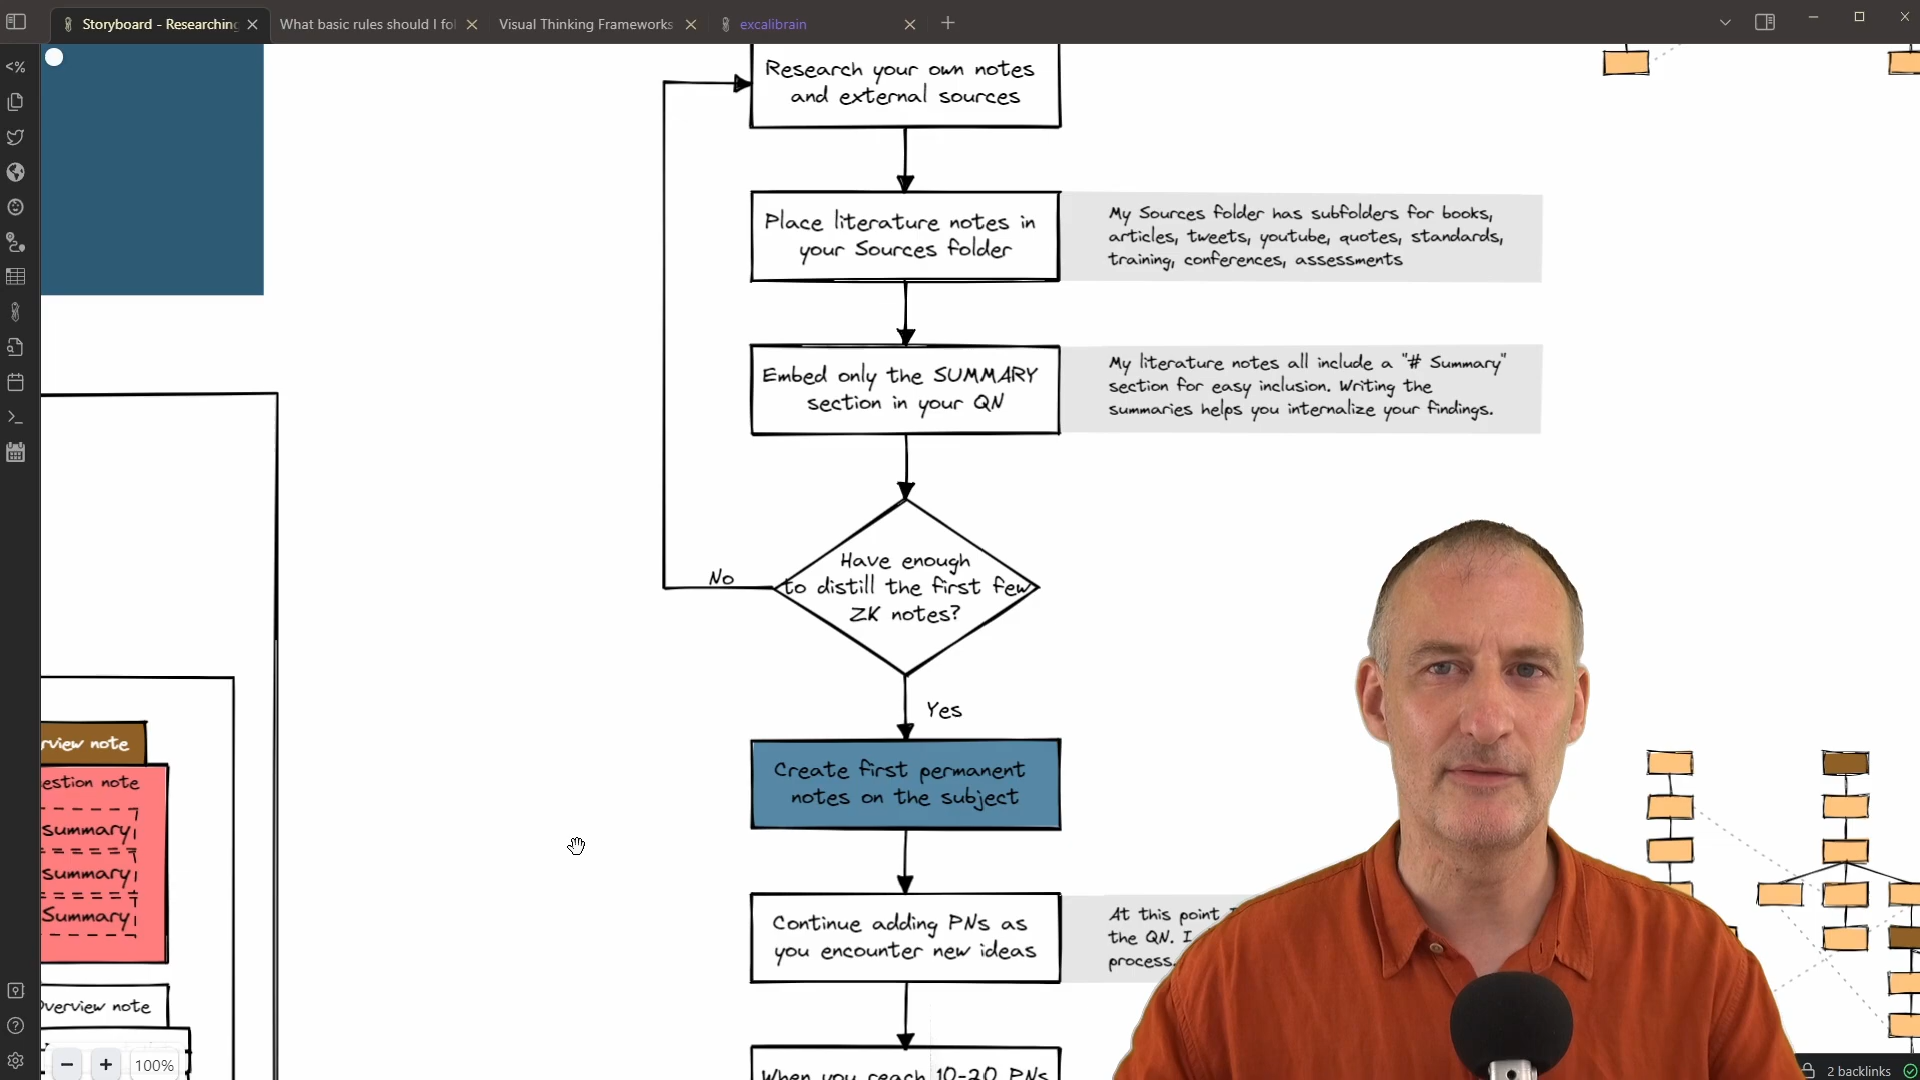 Storyboard - Researching
What basic rules should I fol
Visual Thinking Frameworks
excalibrain
Research your own notes
and external sources
Place literature notes in
your Sources folder
My Sources folder has subfolders for books,
articles, tweets, youtube, quotes, standards,
training, conferences, assessments
Embed only the SUMMARY
section in your QN
My literature notes all include a "# Summary"
section for easy inclusion. Writing the
summaries helps you internalize your findings.
Have enough
to distill the first few
ZK notes?
No
Yes
Create first permanent
notes on the subject
Continue adding PNs as
you encounter new ideas
At this point
the QN. I
process.
When you reach 10-20 PNs
rview note
estion note
summary
summary
Summary
Overview note
100%
2 backlinks